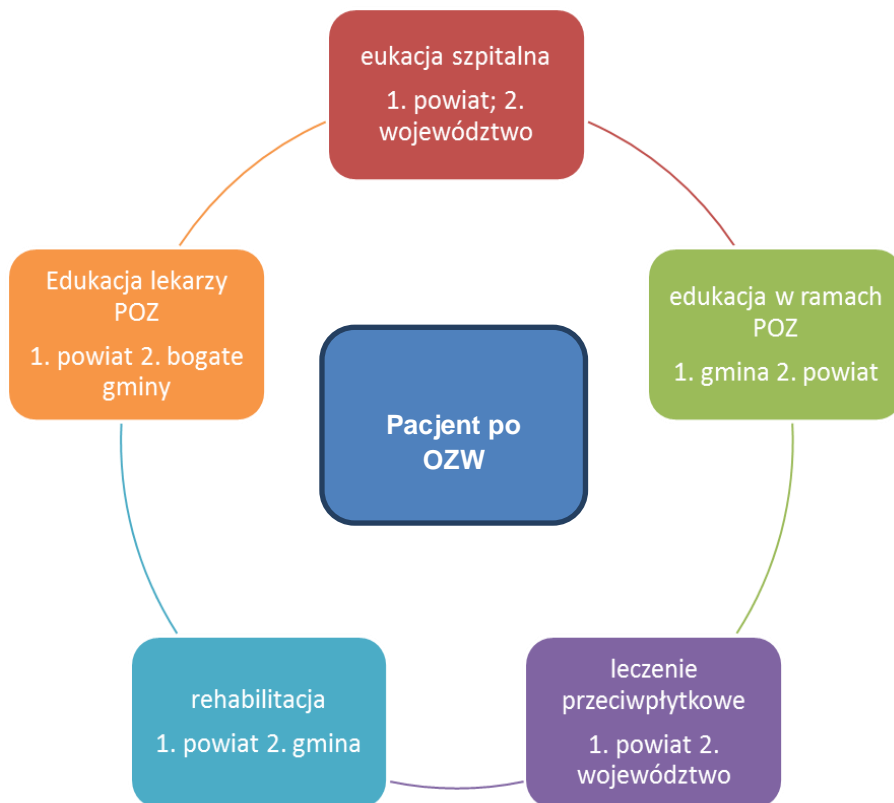 eukacja szpitalna
1. powiat; 2.
województwo
Edukacja lekarzy
POZ
1. powiat 2. bogate
gminy
edukacja w ramach
POZ
1. gmina 2. powiat
Pacjent po
OZW
rehabilitacja
1. powiat 2. gmina
leczenie
przeciwpłytkowe
1. powiat 2.
województwo